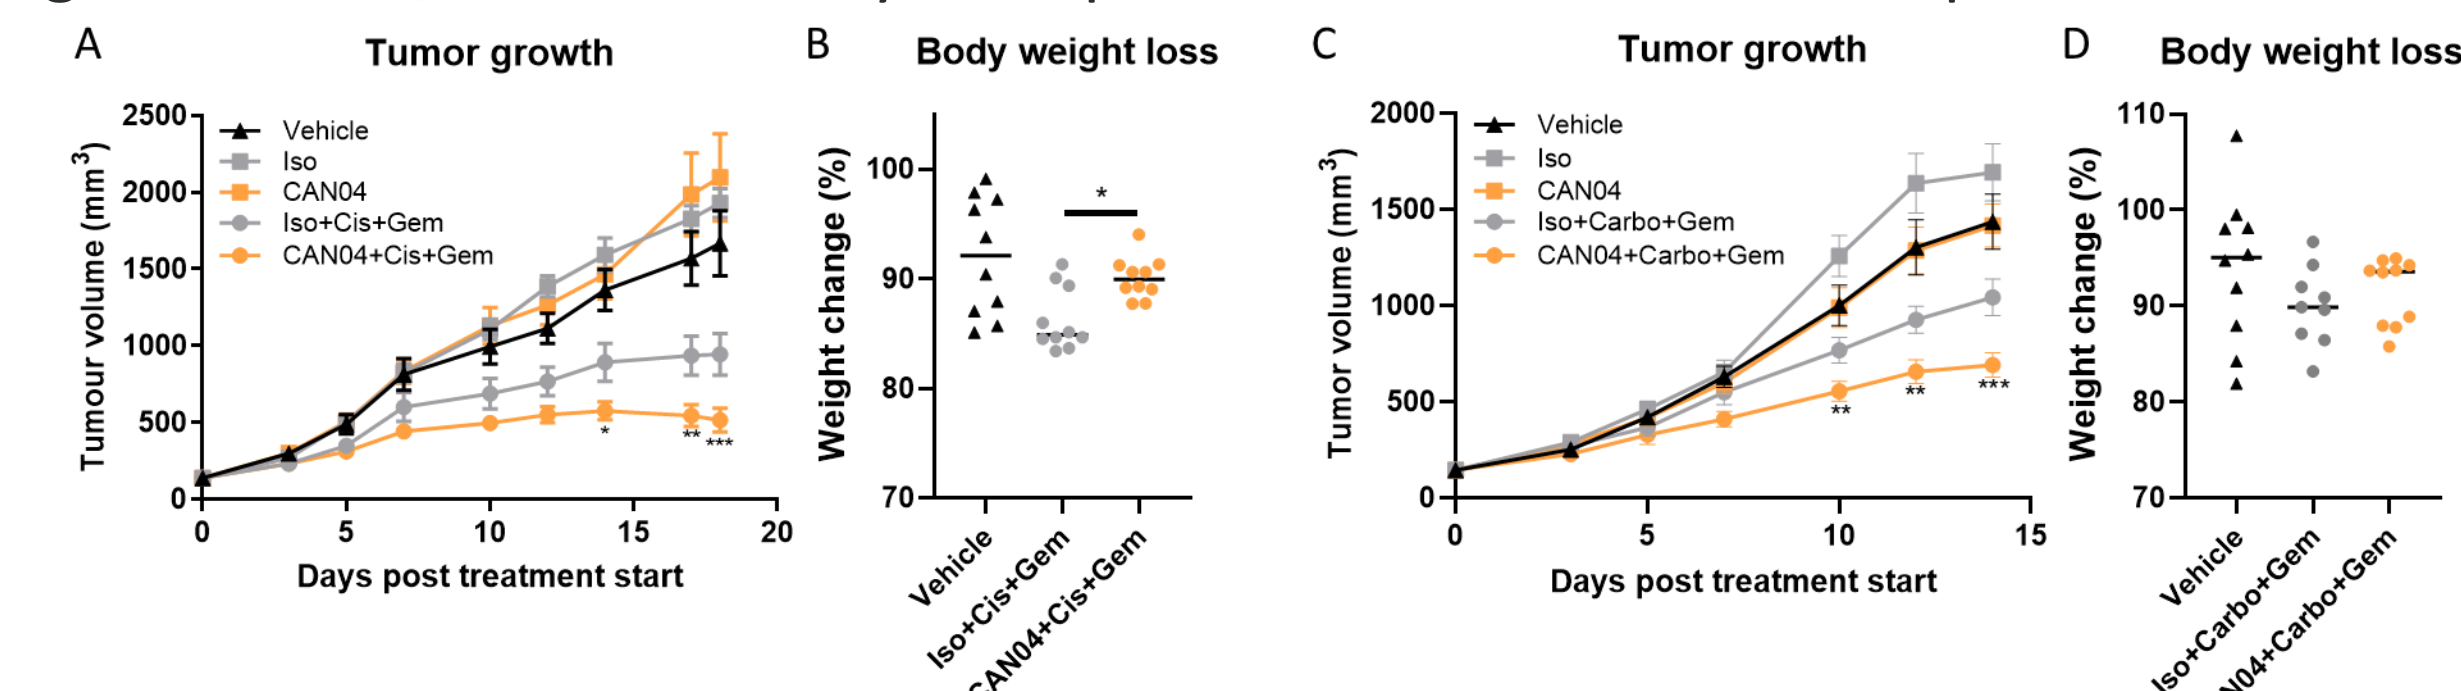 A
Tumor growth
Tumour volume (mm3)
2500
2000
1500
1000
500
0
Vehicle
Iso
CAN04
Iso+Cis+Gem
CAN04+Cis+Gem
*
**
***
0
5
10
15
20
Days post treatment start
B
Body weight loss
Weight change (%)
100
90
80
70
*
Vehicle
Iso+Cis+Gem
CAN04+Cis+Gem
C
Tumor growth
Tumor volume (mm3)
2000
1500
1000
500
0
Vehicle
Iso
CAN04
Iso+Carbo+Gem
CAN04+Carbo+Gem
**
**
***
0
5
10
15
Days post treatment start
D
Body weight loss
Weight change (%)
110
100
90
80
70
Vehicle
Iso+Carbo+Gem
N04+Carbo+Gem